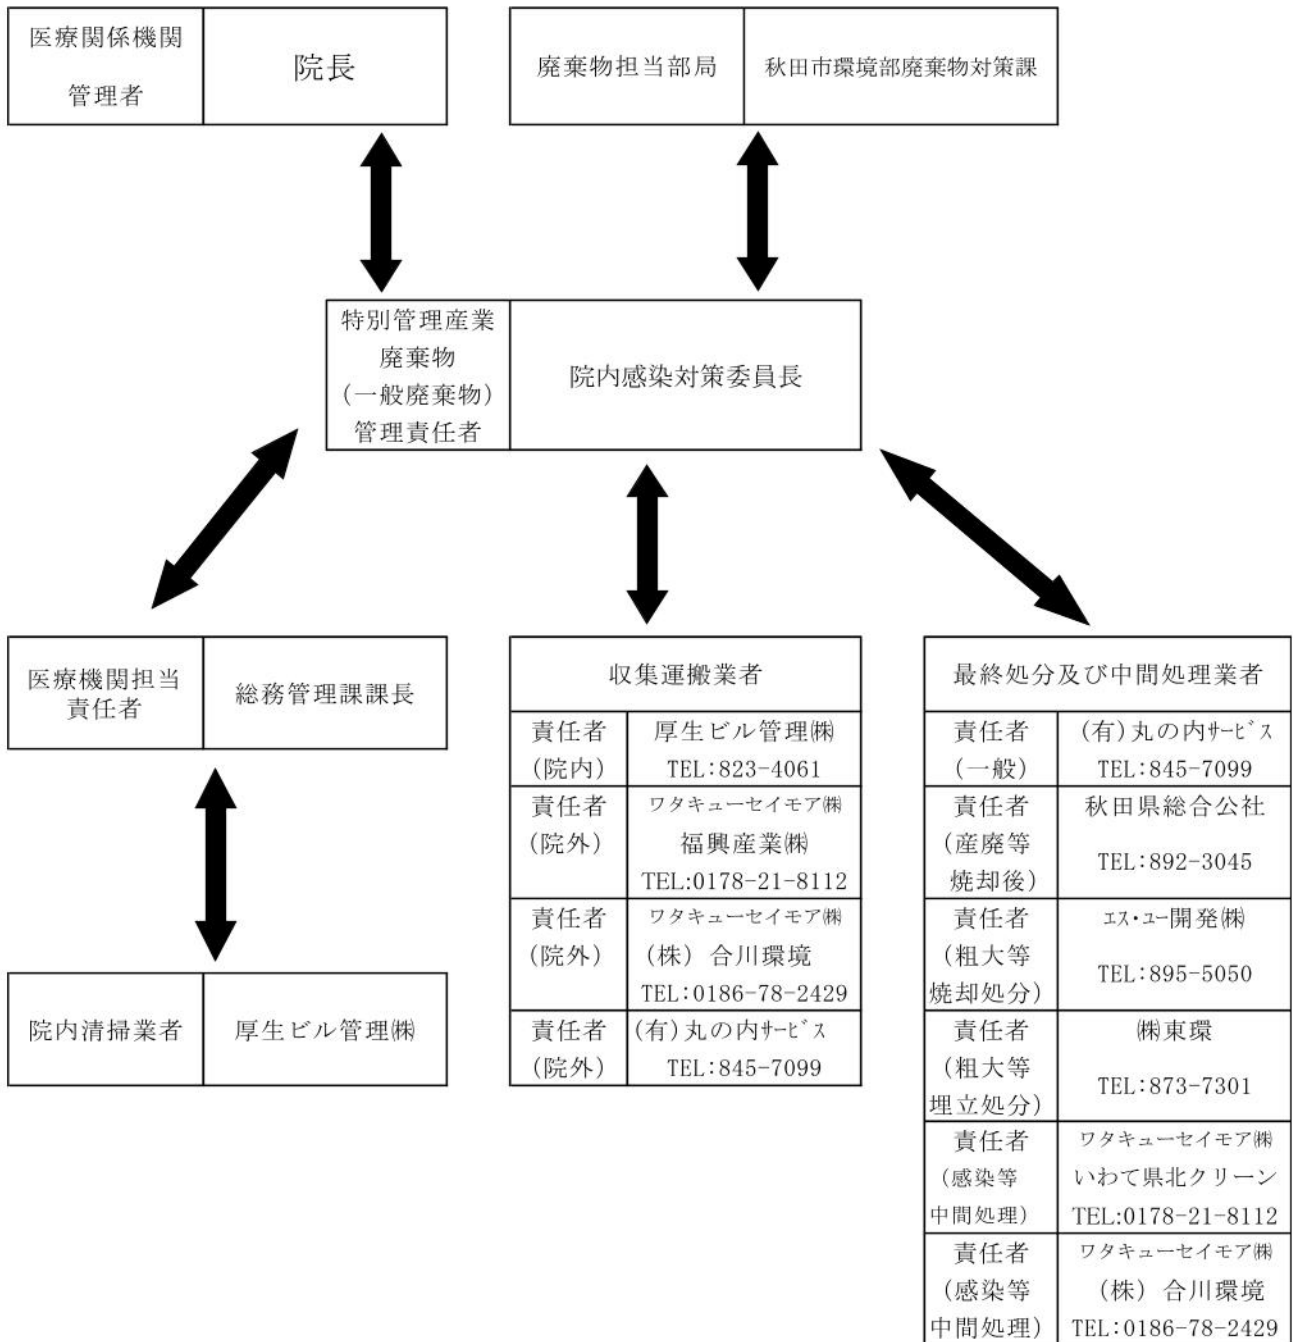 医療関係機関
管理者
院長
廃棄物担当部局
秋田市環境部廃棄物対策課
特別管理産業
廃棄物
(一般廃棄物)
管理責任者
院内感染対策委員長
医療機関担当
責任者
総務管理課課長
院内清掃業者
厚生ビル管理㈱
収集運搬業者
責任者
(院内)
厚生ビル管理㈱
TEL:823-4061
責任者
(院外)
ワタキューセイモア㈱
福興産業㈱
TEL:0178-21-8112
責任者
(院外)
ワタキューセイモア㈱
(株) 合川環境
TEL:0186-78-2429
責任者
(院外)
(有)丸の内ｻｰﾋﾞｽ
TEL:845-7099
最終処分及び中間処理業者
責任者
(一般)
(有)丸の内ｻｰﾋﾞｽ
TEL:845-7099
責任者
(産廃等
焼却後)
秋田県総合公社
TEL:892-3045
責任者
(粗大等
焼却処分)
ｴｽ・ﾕｰ開発㈱
TEL:895-5050
責任者
(粗大等
埋立処分)
㈱東環
TEL:873-7301
責任者
(感染等
中間処理)
ワタキューセイモア㈱
いわて県北クリーン
TEL:0178-21-8112
責任者
(感染等
中間処理)
ワタキューセイモア㈱
(株) 合川環境
TEL:0186-78-2429